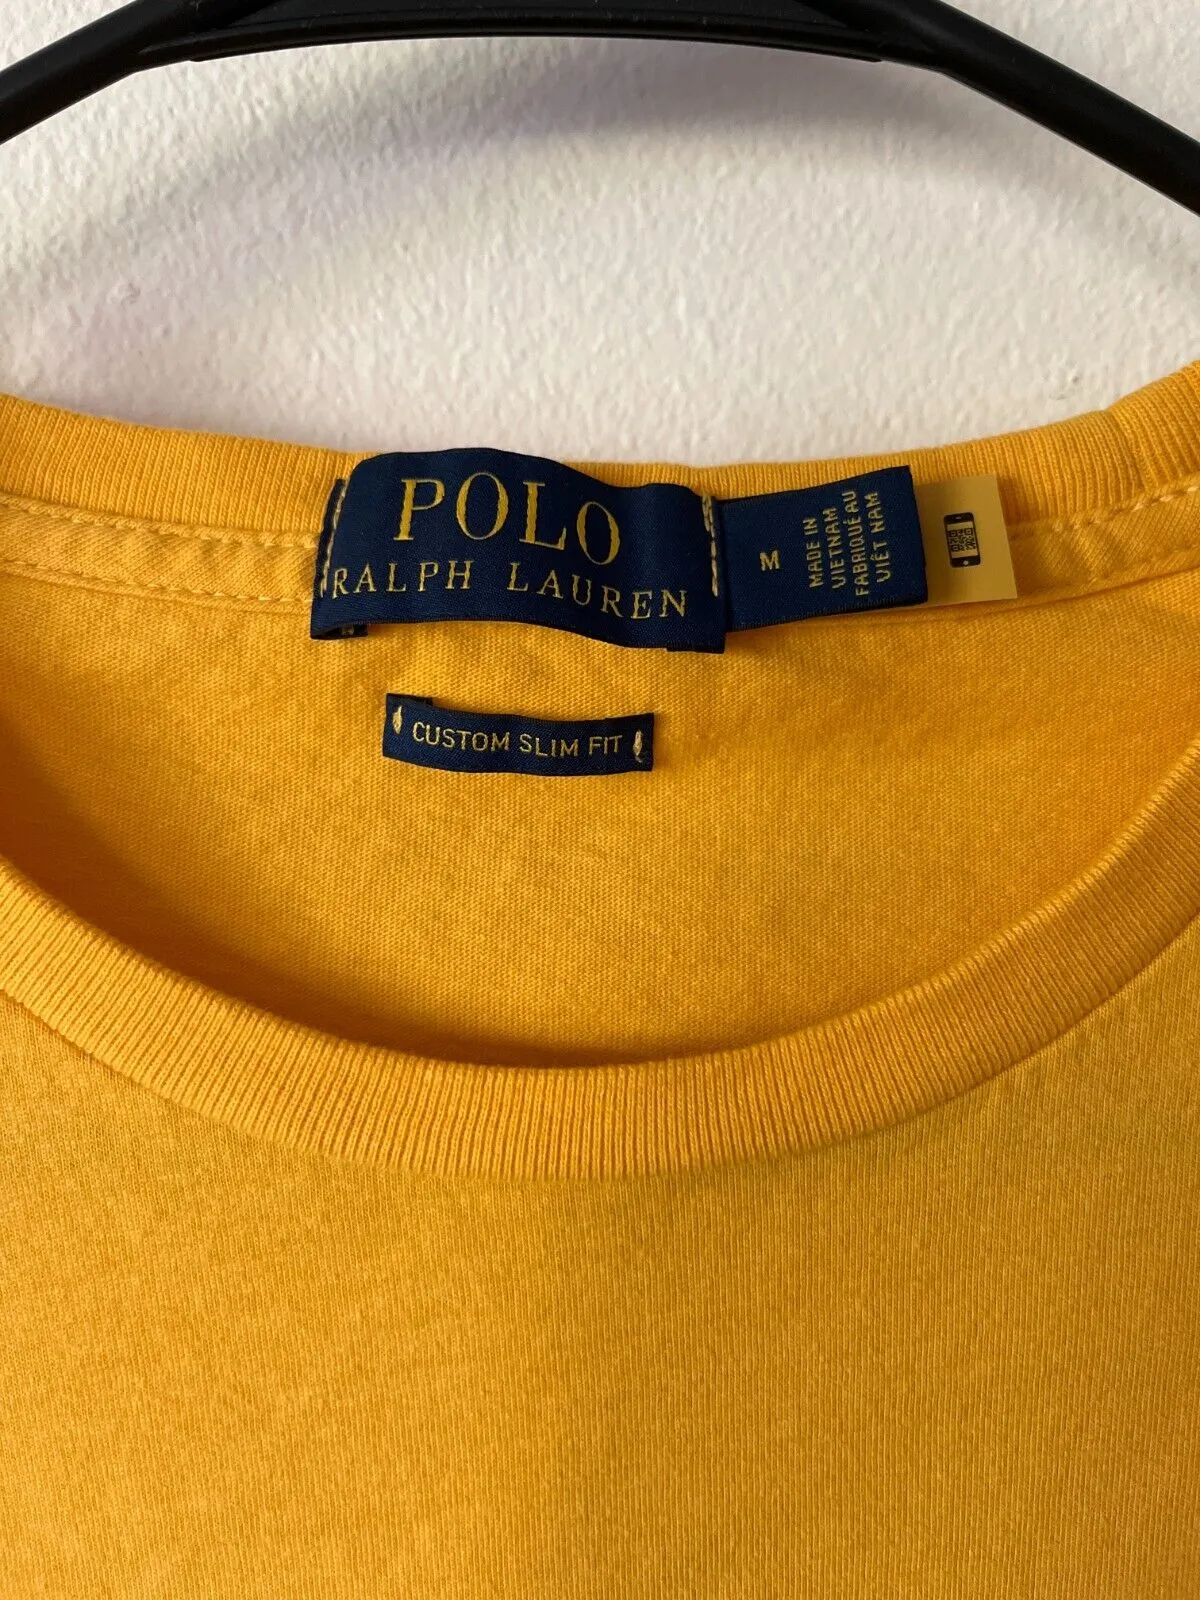 POLO
RALPH LAUREN
M
MADE IN
VIETNAM
FABRIQUÉ AU
VIÊT NAM
CUSTOM SLIM FIT